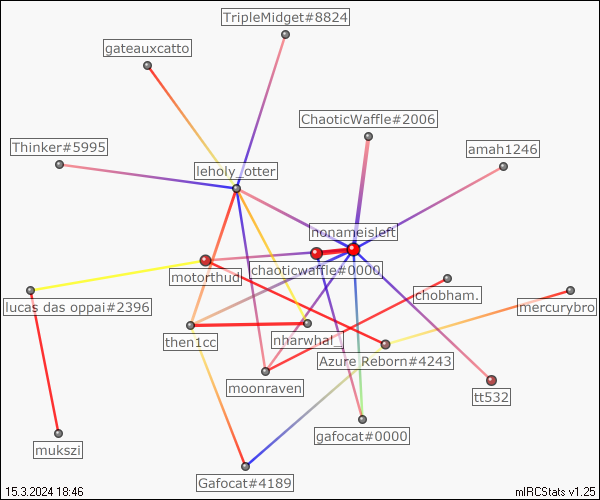 TripleMidget#8824
gateauxcatto
ChaoticWaffle#2006
Thinker#5995
amah1246
leholy_otter
nonameisleft
chaoticwaffle#0000
motorthud
chobham.
lucas das oppai#2396
mercurybro
then1cc
nharwhal_
Azure Reborn#4243
moonraven
tt532
gafocat#0000
mukszi
Gafocat#4189
15.3.2024 18:46
mIRCStats v1.25